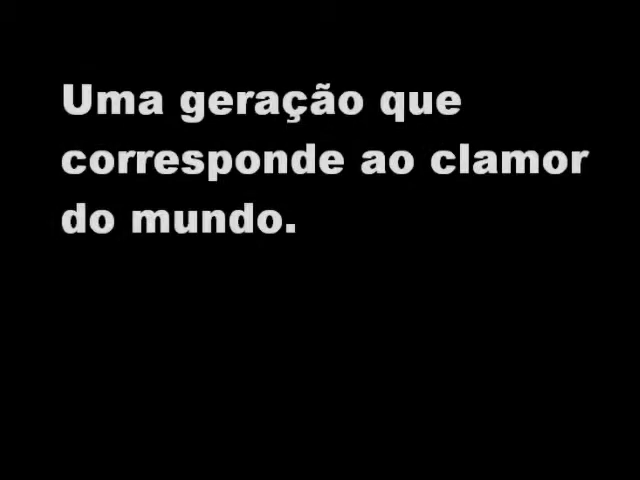 Uma geração que
corresponde ao clamor
do mundo.